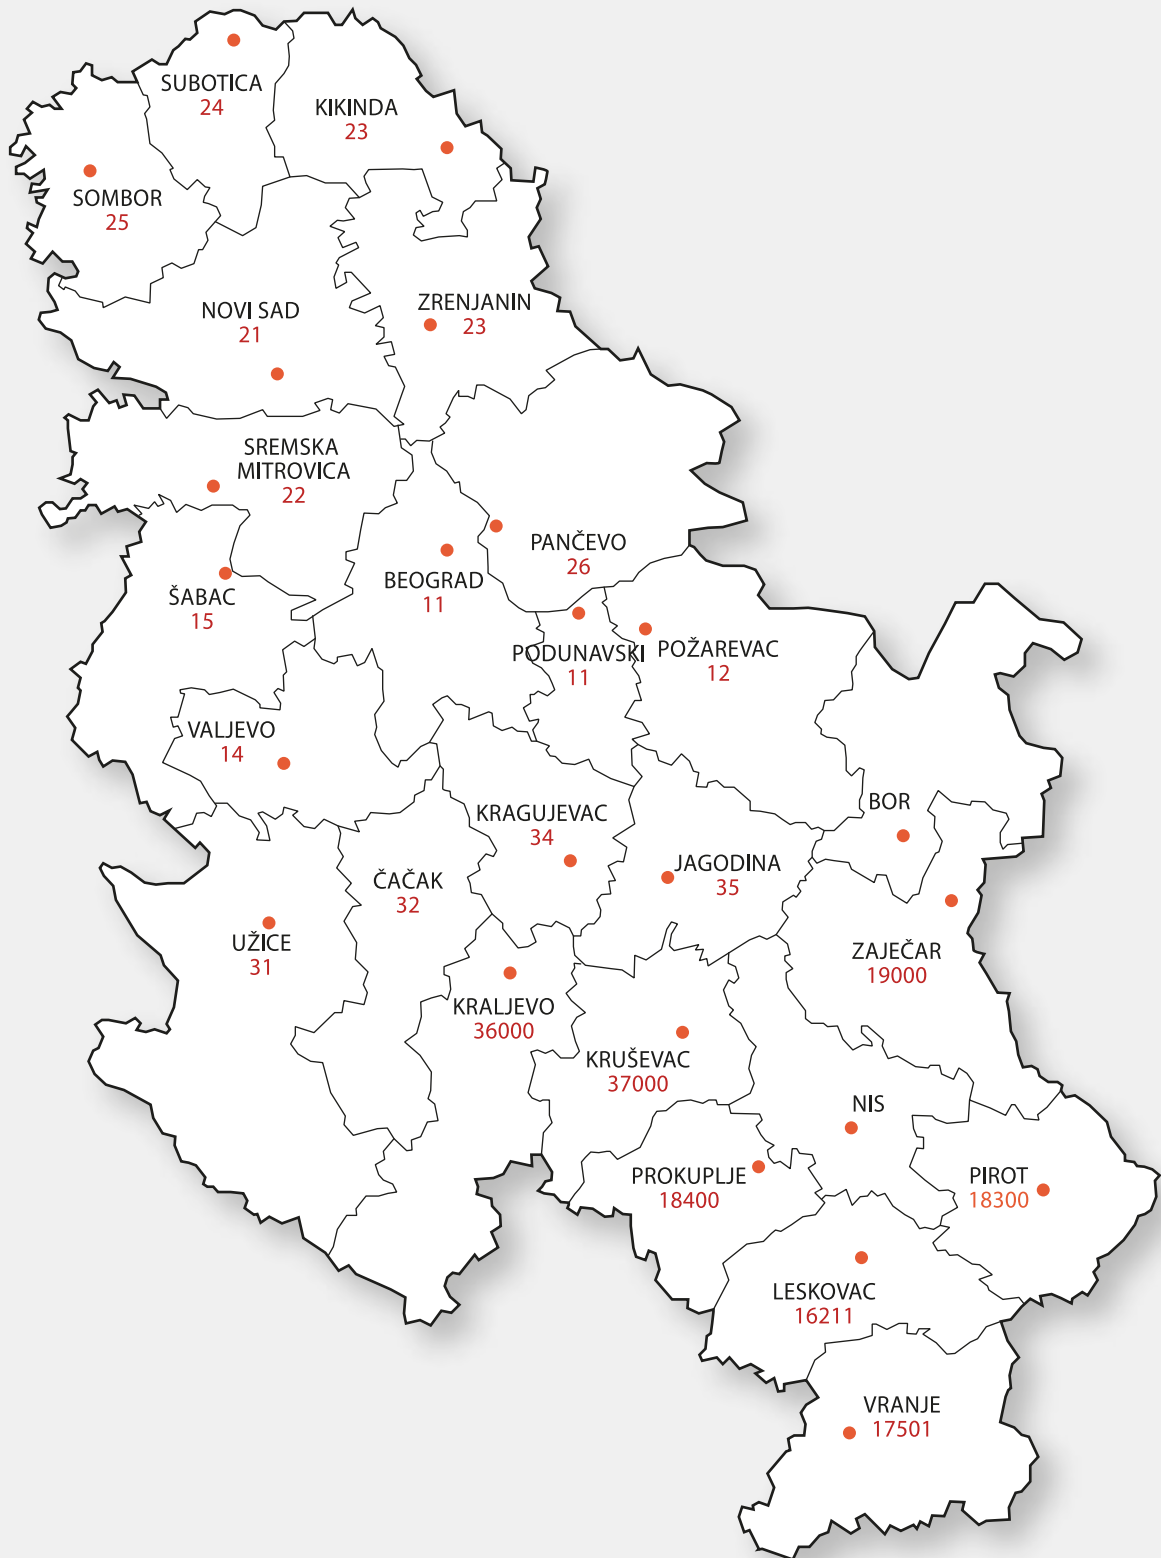 SUBOTICA
24
KIKINDA
23
SOMBOR
25
NOVI SAD
21
ZRENJANIN
23
SREMSKA
MITROVICA
22
PANČEVO
26
BEOGRAD
11
ŠABAC
15
PODUNAVSKI
11
POŽAREVAC
12
VALJEVO
14
BOR
KRAGUJEVAC
34
JAGODINA
35
ČAČAK
32
UŽICE
31
ZAJEČAR
19000
KRALJEVO
36000
KRUŠEVAC
37000
NIS
PROKUPLJE
18400
PIROT
18300
LESKOVAC
16211
VRANJE
17501